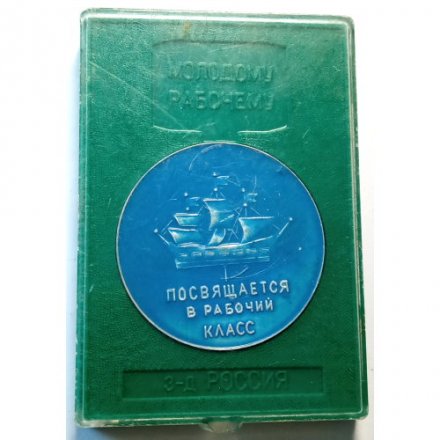 МОЛОДОМУ
РАБОЧЕМУ
ПОСВЯЩАЕТСЯ
В РАБОЧИЙ
КЛАСС
З-Д РОССИЯ